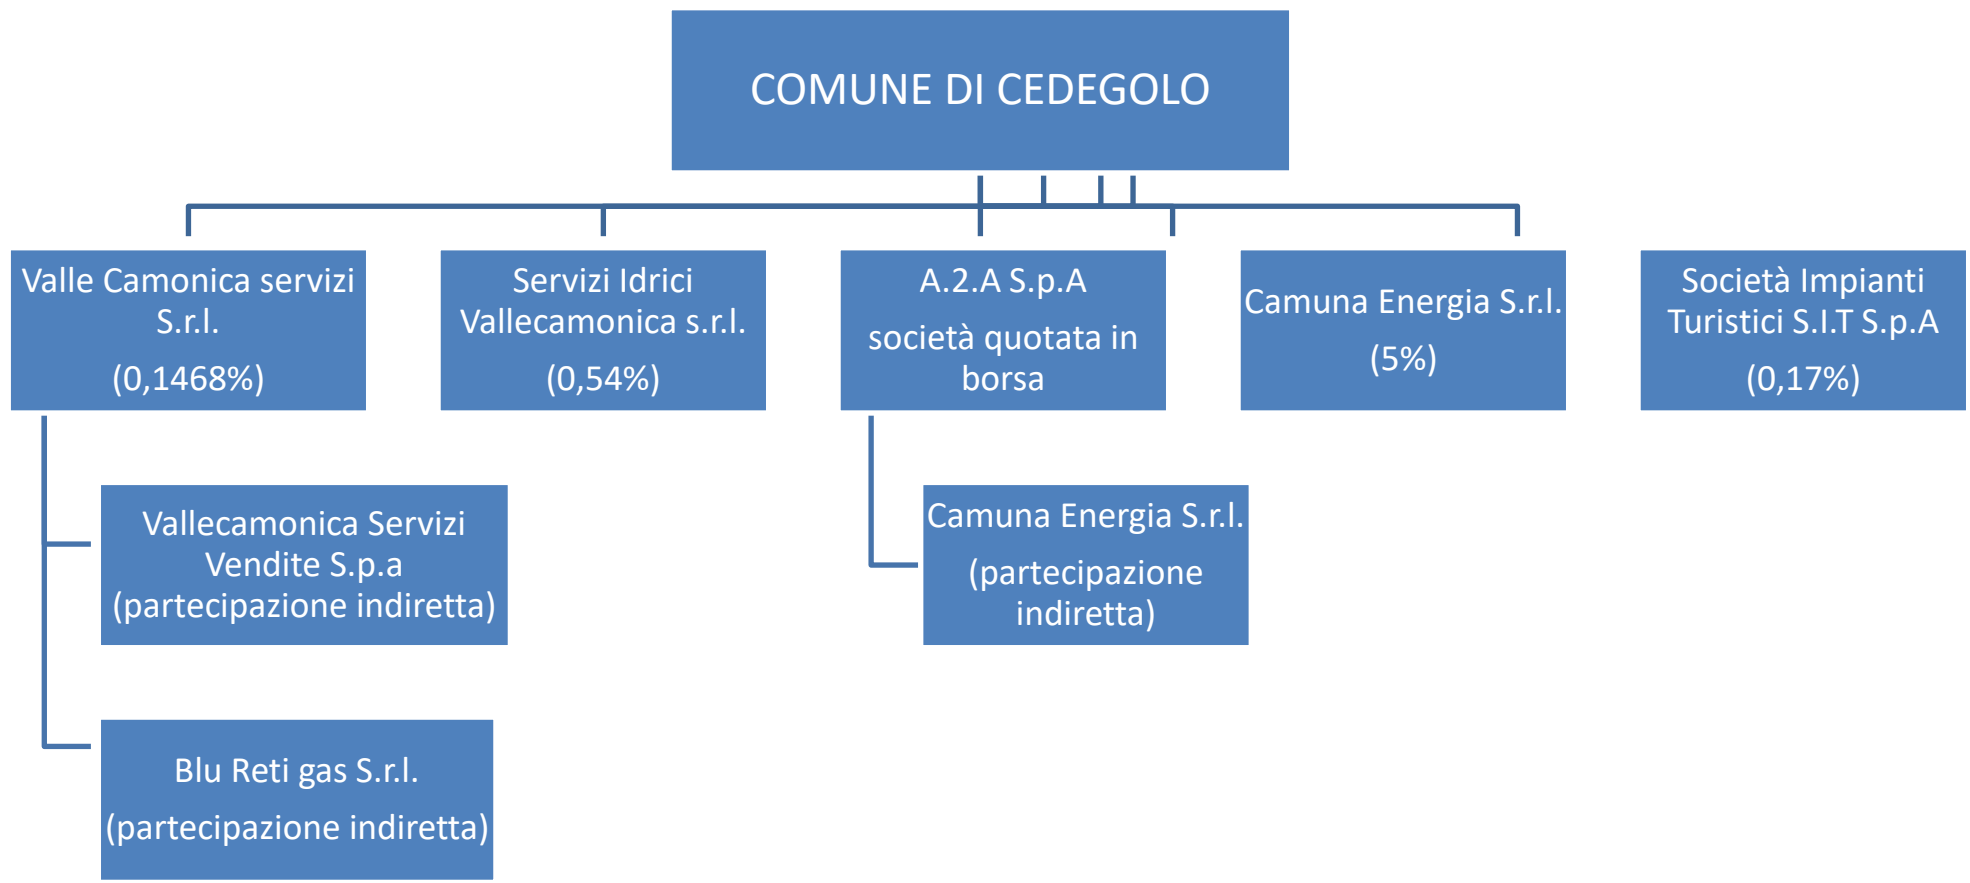 COMUNE DI CEDEGOLO
Valle Camonica servizi
S.r.l.
(0,1468%)
Servizi Idrici
Vallecamonica s.r.l.
(0,54%)
A.2.A S.p.A
società quotata in
borsa
Camuna Energia S.r.l.
(5%)
Società Impianti
Turistici S.I.T S.p.A
(0,17%)
Vallecamonica Servizi
Vendite S.p.a
(partecipazione indiretta)
Camuna Energia S.r.l.
(partecipazione
indiretta)
Blu Reti gas S.r.l.
(partecipazione indiretta)